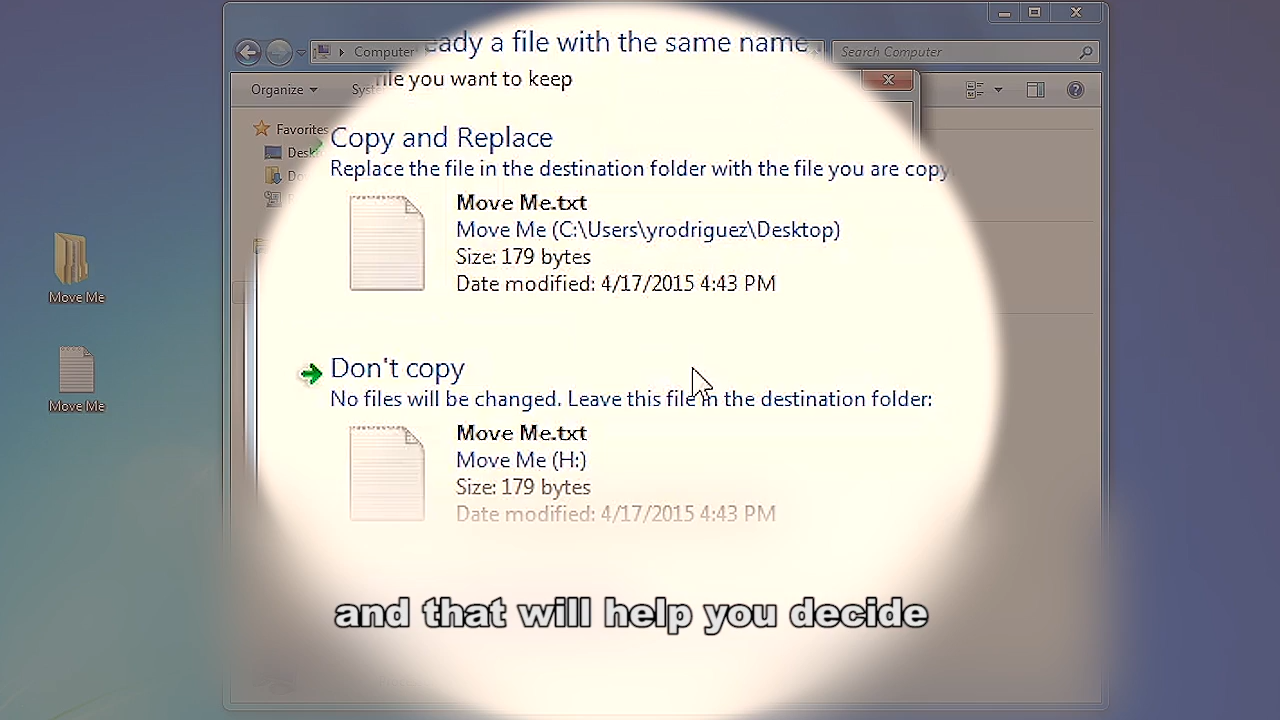 eady a file with the same name
Computer
Search Computer
file you want to keep
Organize
Copy and Replace
Replace the file in the destination folder with the file you are copy
Favorites
Move Me.txt
Move Me (C:\Users\yrodriguez\Desktop)
Size: 179 bytes
Date modified: 4/17/2015 4:43 PM
Move Me
Don't copy
No files will be changed. Leave this file in the destination folder:
Move Me
Move Me.txt
Move Me (H:)
Size: 179 bytes
Date modified: 4/17/2015 4:43 PM
and that will help you decide